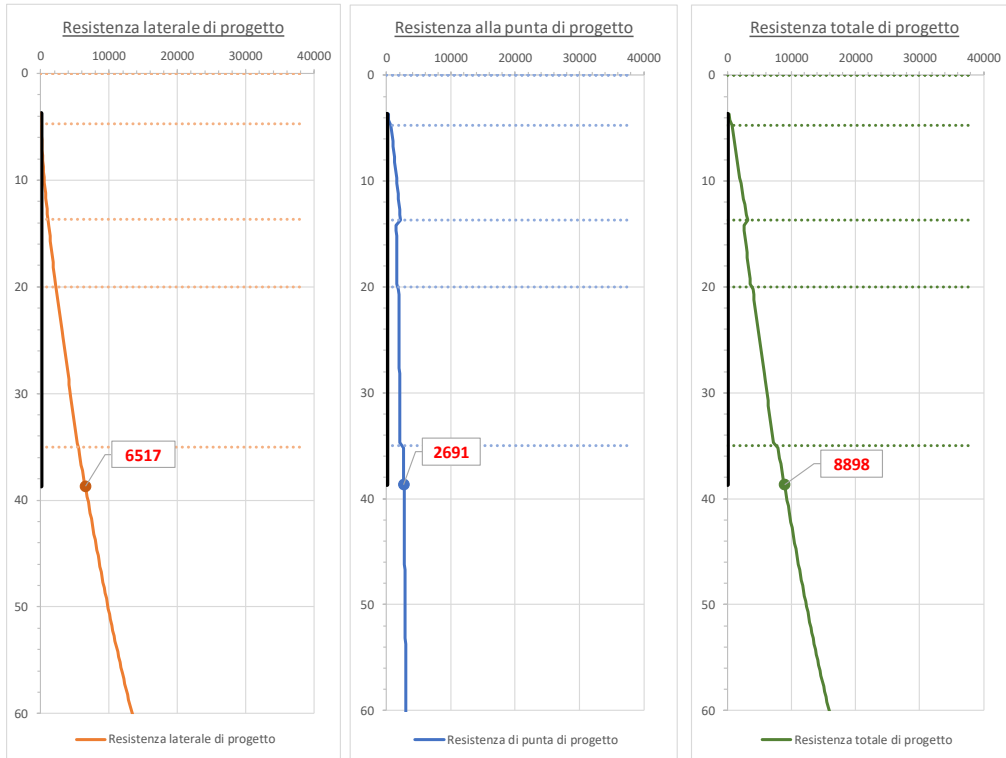 Resistenza laterale di progetto
0 10000 20000 30000 40000
0
10
20
30
40
50
60
6517
Resistenza laterale di progetto
Resistenza alla punta di progetto
0 10000 20000 30000 40000
0
10
20
30
40
50
60
2691
Resistenza di punta di progetto
Resistenza totale di progetto
0 10000 20000 30000 40000
0
10
20
30
40
50
60
8898
Resistenza totale di progetto